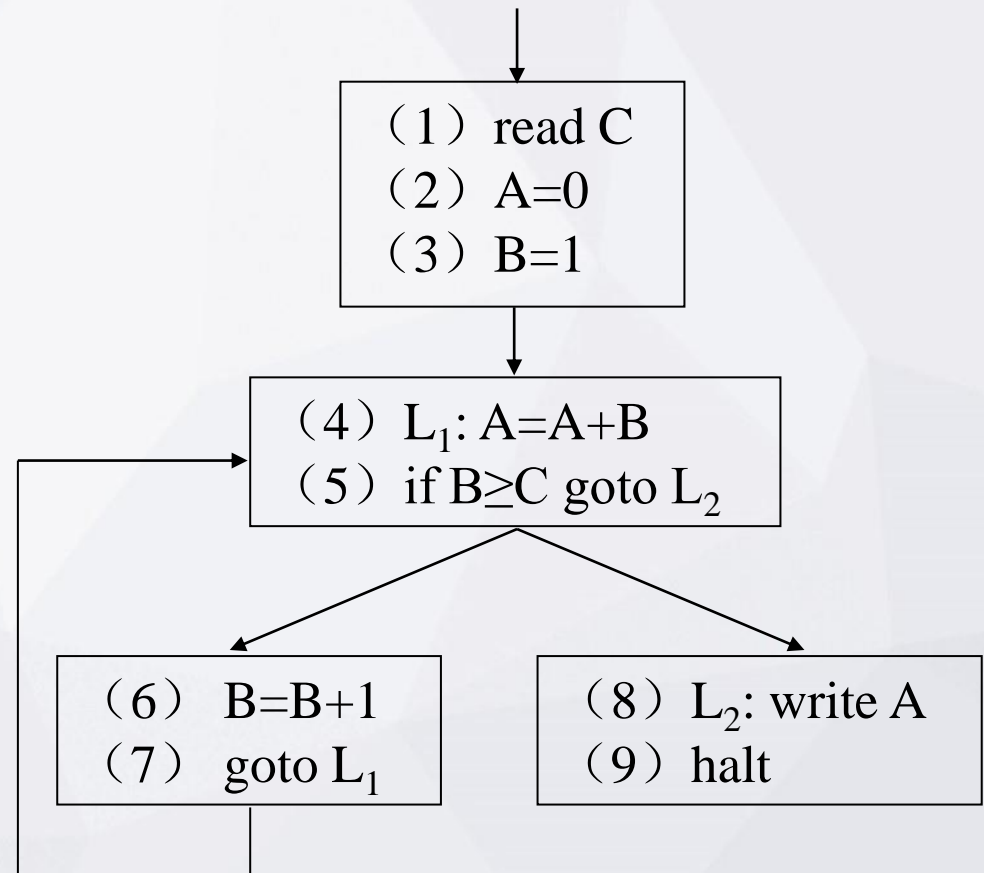 （1）read C
（2）A=0
（3）B=1
（4）L₁: A=A+B
（5）if B≥C goto L₂
（6） B=B+1
（7） goto L₁
（8）L₂: write A
（9）halt